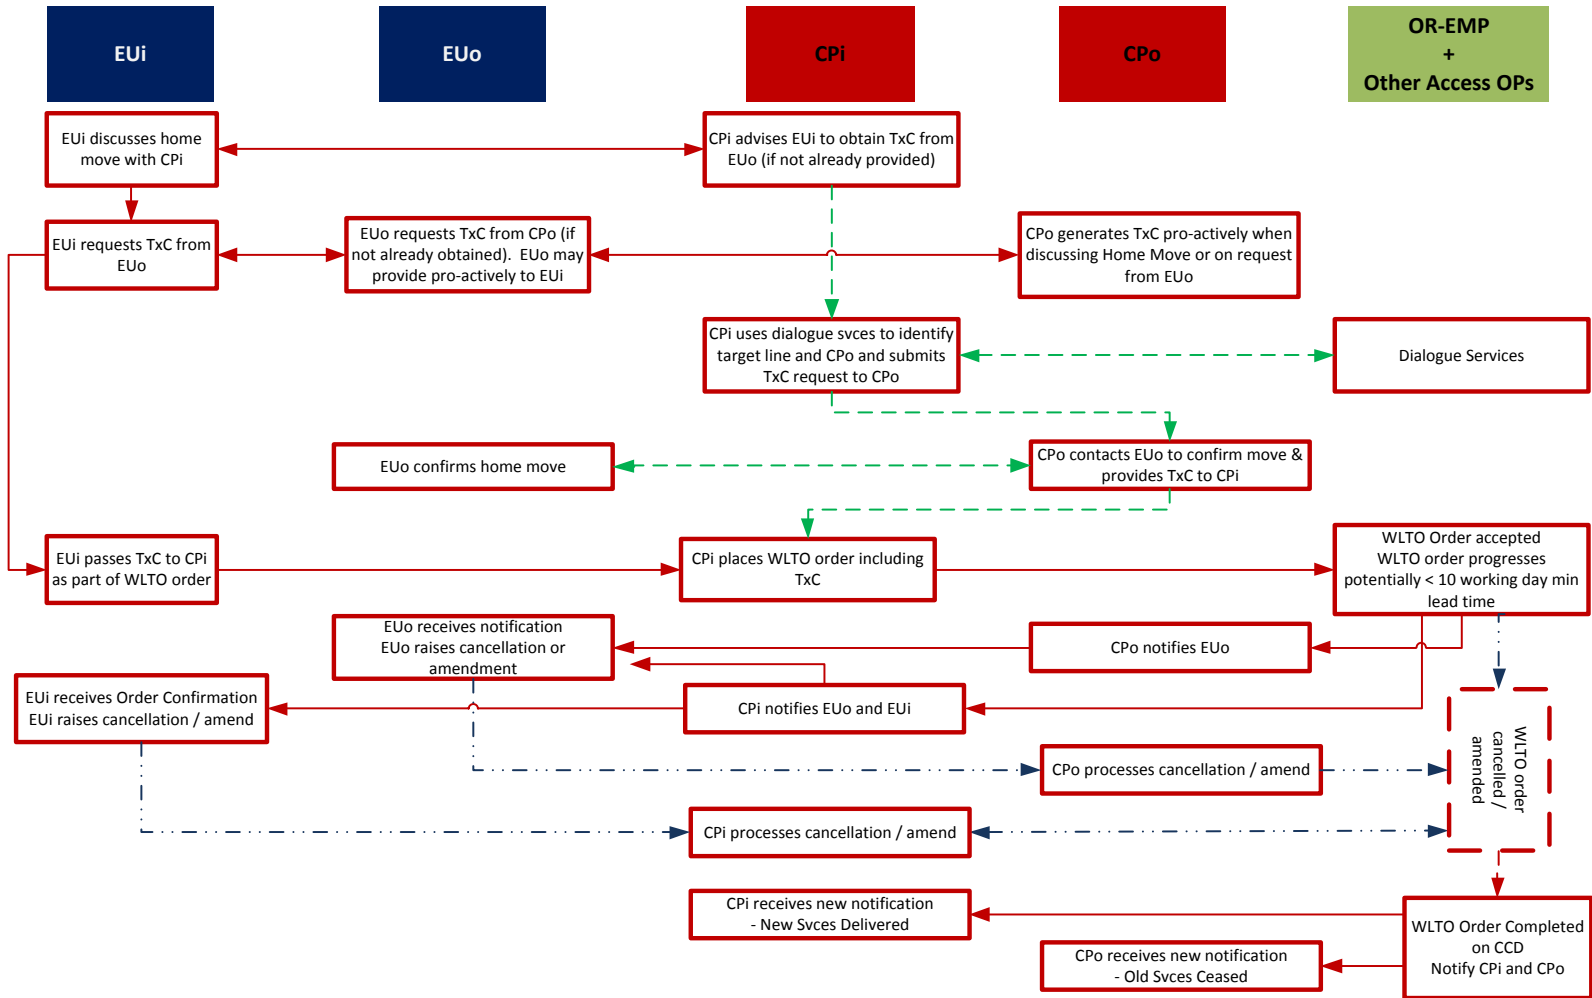 EUi
EUo
CPi
CPo
OR-EMP
+
Other Access OPs
EUi discusses home
move with CPi
CPi advises EUi to obtain TxC from
EUo (if not already provided)
EUi requests TxC from
EUo
EUo requests TxC from CPo (if
not already obtained).  EUo may
provide pro-actively to EUi
CPo generates TxC pro-actively when
discussing Home Move or on request
from EUo
CPi uses dialogue svces to identify
target line and CPo and submits
TxC request to CPo
Dialogue Services
EUo confirms home move
CPo contacts EUo to confirm move &
provides TxC to CPi
EUi passes TxC to CPi
as part of WLTO order
CPi places WLTO order including
TxC
WLTO Order accepted
WLTO order progresses
potentially < 10 working day min
lead time
EUo receives notification
EUo raises cancellation or
amendment
CPo notifies EUo
EUi receives Order Confirmation
EUi raises cancellation / amend
CPi notifies EUo and EUi
WLTO order
cancelled /
amended
CPo processes cancellation / amend
CPi processes cancellation / amend
CPi receives new notification
- New Svces Delivered
WLTO Order Completed
on CCD
Notify CPi and CPo
CPo receives new notification
- Old Svces Ceased